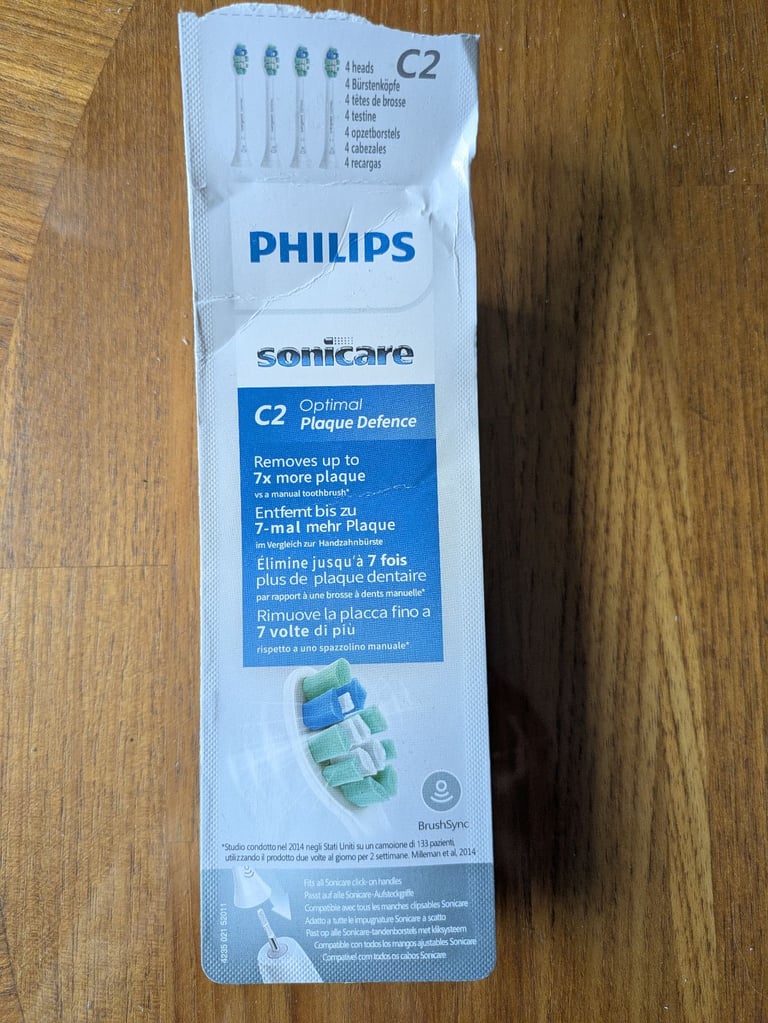 C2
4 heads
4 Bürstenköpfe
4 têtes de brosse
4 testine
4 opzetborstels
4 cabezales
4 recargas
PHILIPS
sonicare
C2 Optimal
Plaque Defence
Removes up to
7x more plaque
vs a manual toothbrush*
Entfernt bis zu
7-mal mehr Plaque
im Vergleich zur Handzahnbürste
Élimine jusqu'à 7 fois
plus de plaque dentaire
par rapport à une brosse à dents manuelle*
Rimuove la placca fino a
7 volte di più
rispetto a uno spazzolino manuale*
BrushSync
*Studio condotto nel 2014 negli Stati Uniti su un camoione di 133 pazienti,
utilizzando il prodotto due volte al giorno per 2 settimane. Milleman et al, 2014
Fits all Sonicare click-on handles
Passt auf alle Sonicare-Aufsteckgriffe
Compatible avec tous les manches clipsables Sonicare
Adatto a tutte le impugnature Sonicare a scatto
Past op alle Sonicare-tandenborstels met kliksysteem
Compatible con todos los mangos ajustables Sonicare
Compatível com todos os cabos Sonicare
4235 021 53011